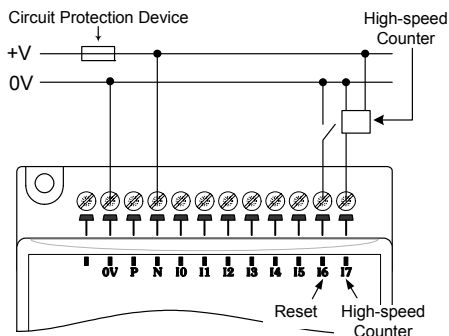 Circuit Protection Device
High-speed
Counter
+V
0V
0V P N I0 I1 I2 I3 I4 I5 I6 I7
Reset
High-speed
Counter